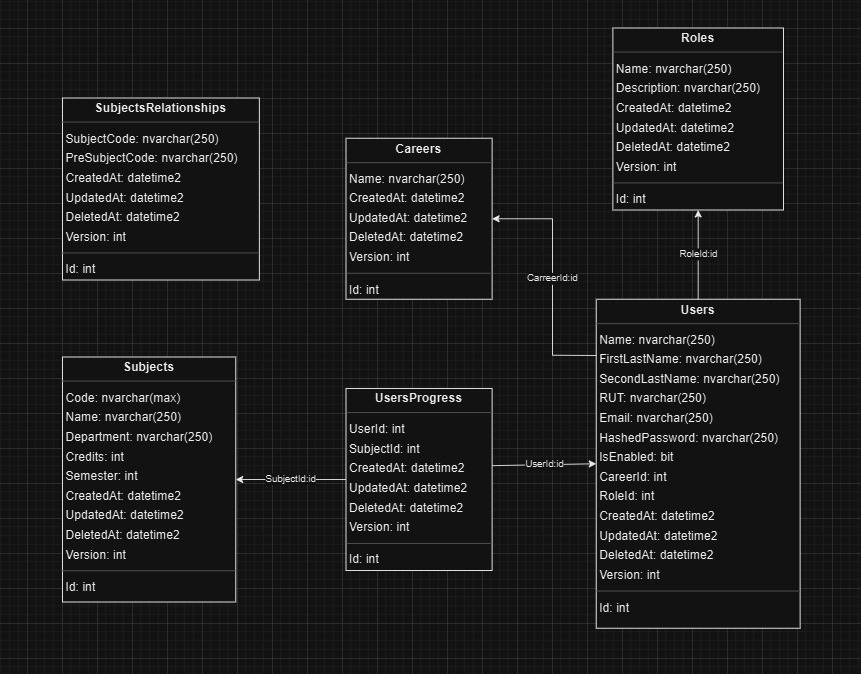 Roles
Name: nvarchar(250)
Description: nvarchar(250)
CreatedAt: datetime2
UpdatedAt: datetime2
DeletedAt: datetime2
Version: int
Id: int
SubjectsRelationships
SubjectCode: nvarchar(250)
PreSubjectCode: nvarchar(250)
CreatedAt: datetime2
UpdatedAt: datetime2
DeletedAt: datetime2
Version: int
Id: int
Careers
Name: nvarchar(250)
CreatedAt: datetime2
UpdatedAt: datetime2
DeletedAt: datetime2
Version: int
Id: int
RoleId:id
CarreerId:id
Users
Name: nvarchar(250)
FirstLastName: nvarchar(250)
SecondLastName: nvarchar(250)
RUT: nvarchar(250)
Email: nvarchar(250)
HashedPassword: nvarchar(250)
IsEnabled: bit
CareerId: int
RoleId: int
CreatedAt: datetime2
UpdatedAt: datetime2
DeletedAt: datetime2
Version: int
Id: int
Subjects
Code: nvarchar(max)
Name: nvarchar(250)
Department: nvarchar(250)
Credits: int
Semester: int
CreatedAt: datetime2
UpdatedAt: datetime2
DeletedAt: datetime2
Version: int
Id: int
SubjectId:id
UsersProgress
UserId: int
SubjectId: int
CreatedAt: datetime2
UpdatedAt: datetime2
DeletedAt: datetime2
Version: int
Id: int
UserId:id